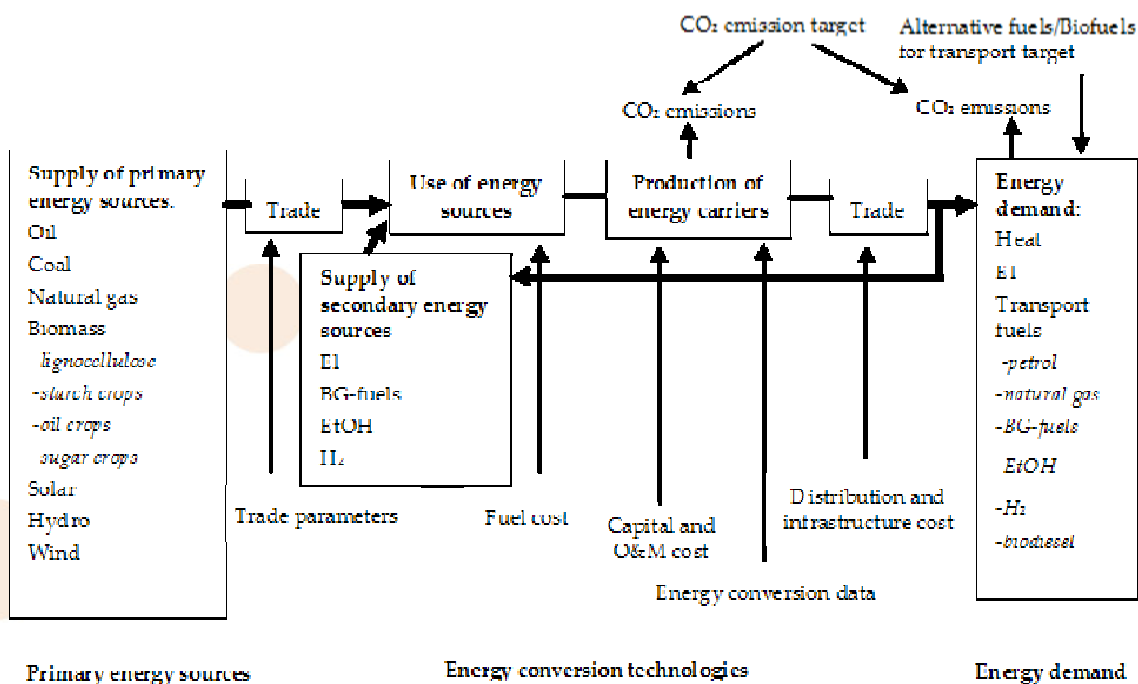 CO₂ emission target
Alternative fuels/Biofuels
for transport target
CO₂ emissions
CO₂ emissions
Supply of primary
energy sources:
Oil
Coal
Natural gas
Biomass
-lignocellulose
-starch crops
-oil crops
-sugar crops
Solar
Hydro
Wind
Trade
Use of energy
sources
Production of
energy carriers
Trade
Energy
demand:
Heat
El
Transport
fuels
-petrol
-natural gas
-BG-fuels
-EtOH
-H₂
-biodiesel
Supply of
secondary energy
sources
El
BG-fuels
EtOH
H₂
Trade parameters
Fuel cost
Capital and
O&M cost
Distribution and
infrastructure cost
Energy conversion data
Primary energy sources
Energy conversion technologies
Energy demand